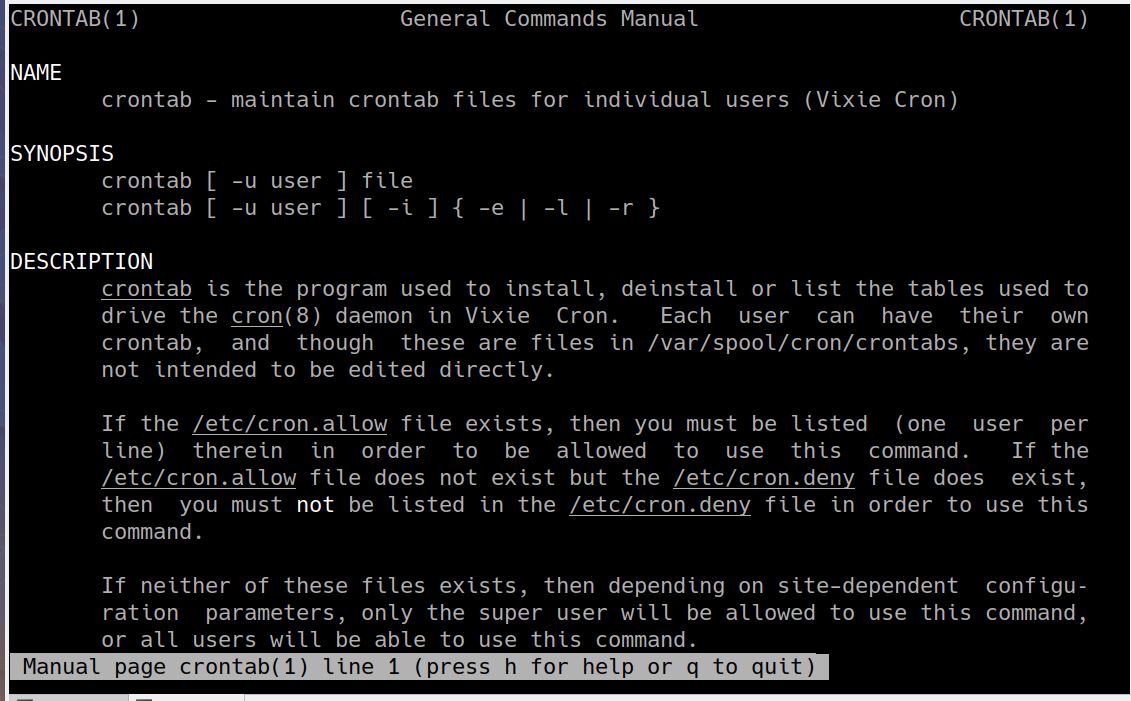 CRONTAB(1)                    General Commands Manual                    CRONTAB(1)
NAME
crontab - maintain crontab files for individual users (Vixie Cron)
SYNOPSIS
crontab [ -u user ] file
crontab [ -u user ] [ -i ] { -e | -l | -r }
DESCRIPTION
crontab is the program used to install, deinstall or list the tables used to
drive the cron(8) daemon in Vixie  Cron.   Each  user  can  have  their  own
crontab,  and  though  these are files in /var/spool/cron/crontabs, they are
not intended to be edited directly.
If the /etc/cron.allow file exists, then you must be listed  (one  user  per
line)  therein  in  order  to  be  allowed  to  use  this  command.   If the
/etc/cron.allow file does not exist but the /etc/cron.deny file does  exist,
then  you must not be listed in the /etc/cron.deny file in order to use this
command.
If neither of these files exists, then depending on site-dependent  configu-
ration  parameters, only the super user will be allowed to use this command,
or all users will be able to use this command.
Manual page crontab(1) line 1 (press h for help or q to quit)